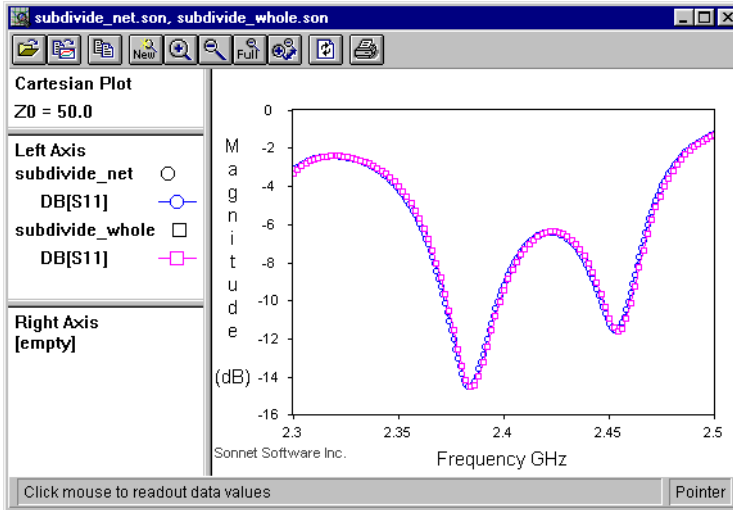 subdivide_net.son, subdivide_whole.son
New
Full
Cartesian Plot
Z0 = 50.0
Left Axis
subdivide_net
DB[S11]
subdivide_whole
DB[S11]
Right Axis
[empty]
Magnitude
(dB)
0
-2
-4
-6
-8
-10
-12
-14
-16
2.3
2.35
2.4
2.45
2.5
Sonnet Software Inc.
Frequency GHz
Click mouse to readout data values
Pointer